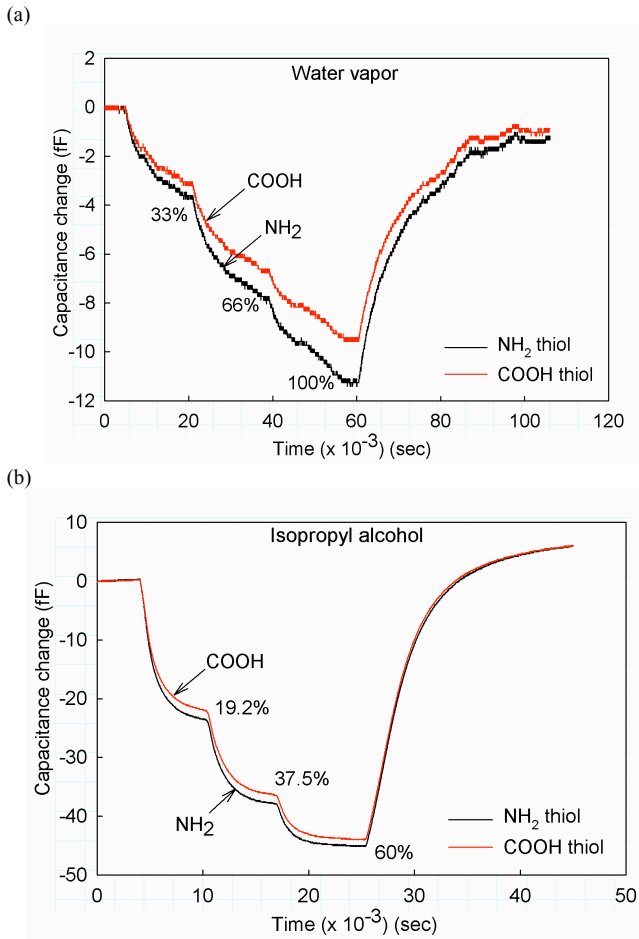 (a)
Water vapor
Capacitance change (fF)
2
0
-2
-4
-6
-8
-10
-12
COOH
33%
NH2
66%
100%
NH2 thiol
COOH thiol
0 20 40 60 80 100 120
Time (x 10-3) (sec)
(b)
Isopropyl alcohol
Capacitance change (fF)
10
0
-10
-20
-30
-40
-50
COOH
19.2%
37.5%
NH2
60%
NH2 thiol
COOH thiol
0 10 20 30 40 50
Time (x 10-3) (sec)